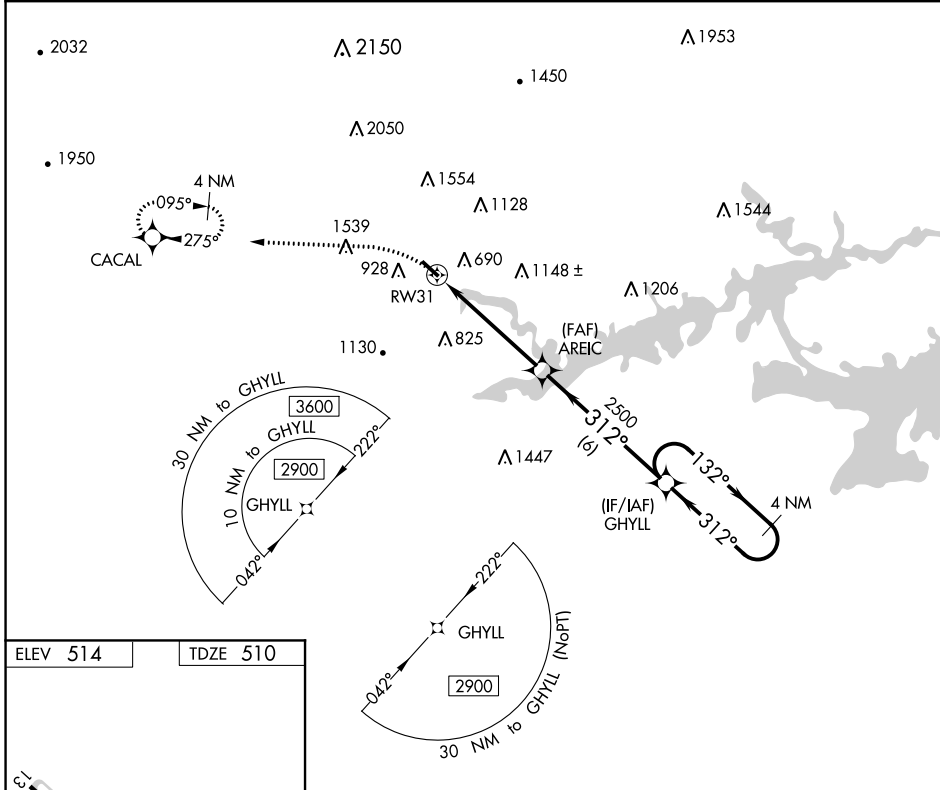 2032
2150
1953
1450
2050
1950
4 NM
1554
095°
1128
1544
1539
275°
CACAL
690
928
1148 ±
RW31
1206
(FAF)
AREIC
825
1130
30 NM to GHYLL
3600
2500
312°
(6)
10 NM to GHYLL
222°
2900
1447
132°
GHYLL
(IF/IAF)
GHYLL
4 NM
312°
042°
222°
GHYLL
ELEV 514
TDZE 510
042°
2900
30 NM to GHYLL (NoPT)
13